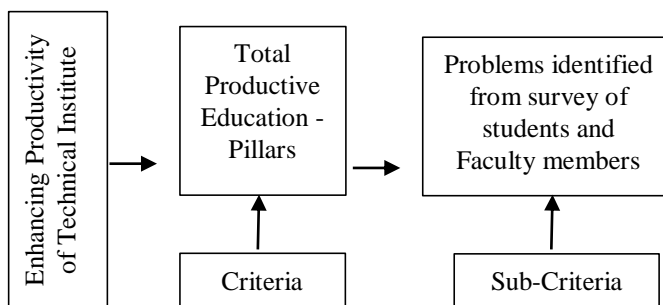 Enhancing Productivity
of Technical Institute
Total
Productive
Education -
Pillars
Problems identified
from survey of
students and
Faculty members
Criteria
Sub-Criteria